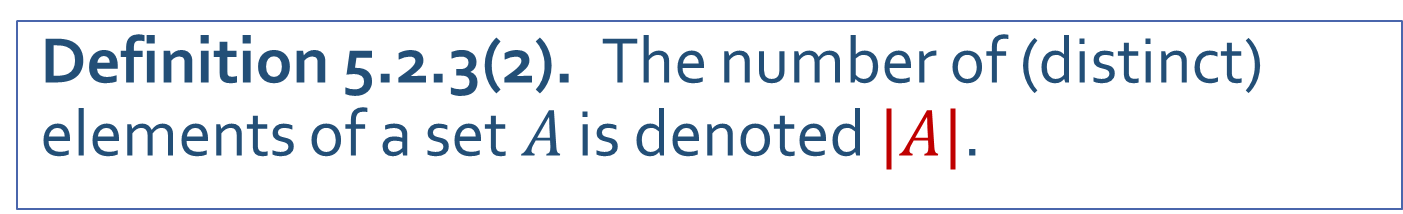 Definition 5.2.3(2).  The number of (distinct)
elements of a set 𝐴 is denoted |𝐴|.